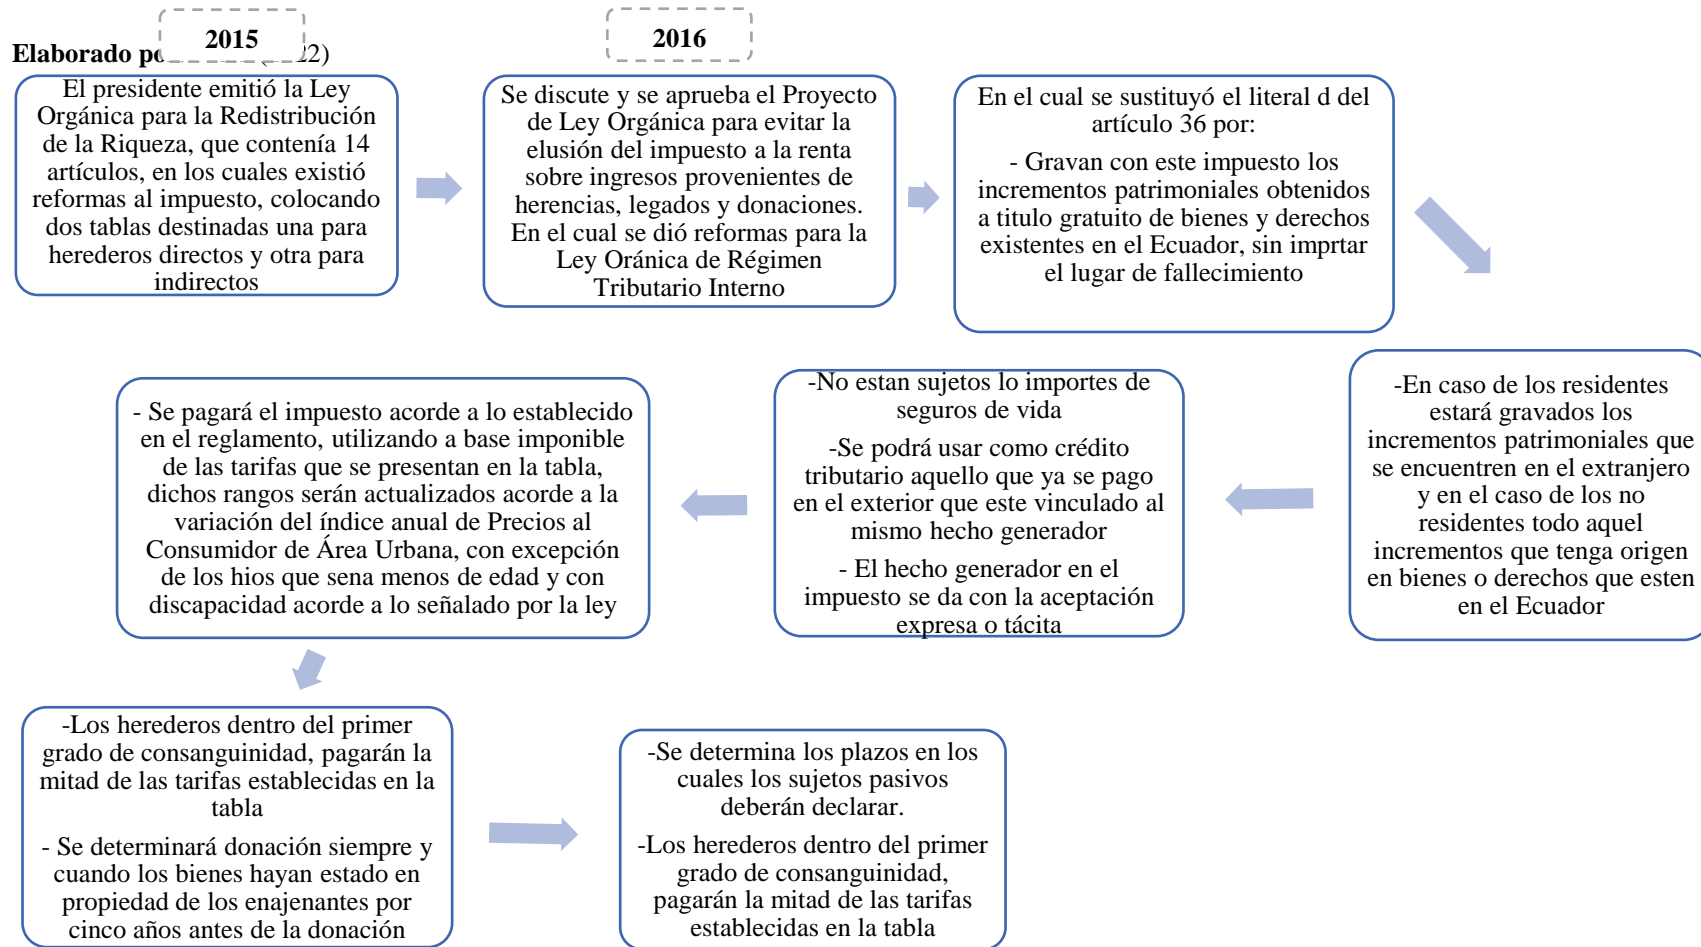 2015
2016
Elaborado po
22)
El presidente emitió la Ley
Orgánica para la Redistribución
de la Riqueza, que contenía 14
artículos, en los cuales existió
reformas al impuesto, colocando
dos tablas destinadas una para
herederos directos y otra para
indirectos
Se discute y se aprueba el Proyecto
de Ley Orgánica para evitar la
elusión del impuesto a la renta
sobre ingresos provenientes de
herencias, legados y donaciones.
En el cual se dió reformas para la
Ley Oránica de Régimen
Tributario Interno
En el cual se sustituyó el literal d del
artículo 36 por:
- Gravan con este impuesto los
incrementos patrimoniales obtenidos
a titulo gratuito de bienes y derechos
existentes en el Ecuador, sin imprtar
el lugar de fallecimiento
-En caso de los residentes
estará gravados los
incrementos patrimoniales que
se encuentren en el extranjero
y en el caso de los no
residentes todo aquel
incrementos que tenga origen
en bienes o derechos que esten
en el Ecuador
-No estan sujetos lo importes de
seguros de vida
-Se podrá usar como crédito
tributario aquello que ya se pago
en el exterior que este vinculado al
mismo hecho generador
- El hecho generador en el
impuesto se da con la aceptación
expresa o tácita
- Se pagará el impuesto acorde a lo establecido
en el reglamento, utilizando a base imponible
de las tarifas que se presentan en la tabla,
dichos rangos serán actualizados acorde a la
variación del índice anual de Precios al
Consumidor de Área Urbana, con excepción
de los hios que sena menos de edad y con
discapacidad acorde a lo señalado por la ley
-Los herederos dentro del primer
grado de consanguinidad, pagarán la
mitad de las tarifas establecidas en la
tabla
- Se determinará donación siempre y
cuando los bienes hayan estado en
propiedad de los enajenantes por
cinco años antes de la donación
-Se determina los plazos en los
cuales los sujetos pasivos
deberán declarar.
-Los herederos dentro del primer
grado de consanguinidad,
pagarán la mitad de las tarifas
establecidas en la tabla